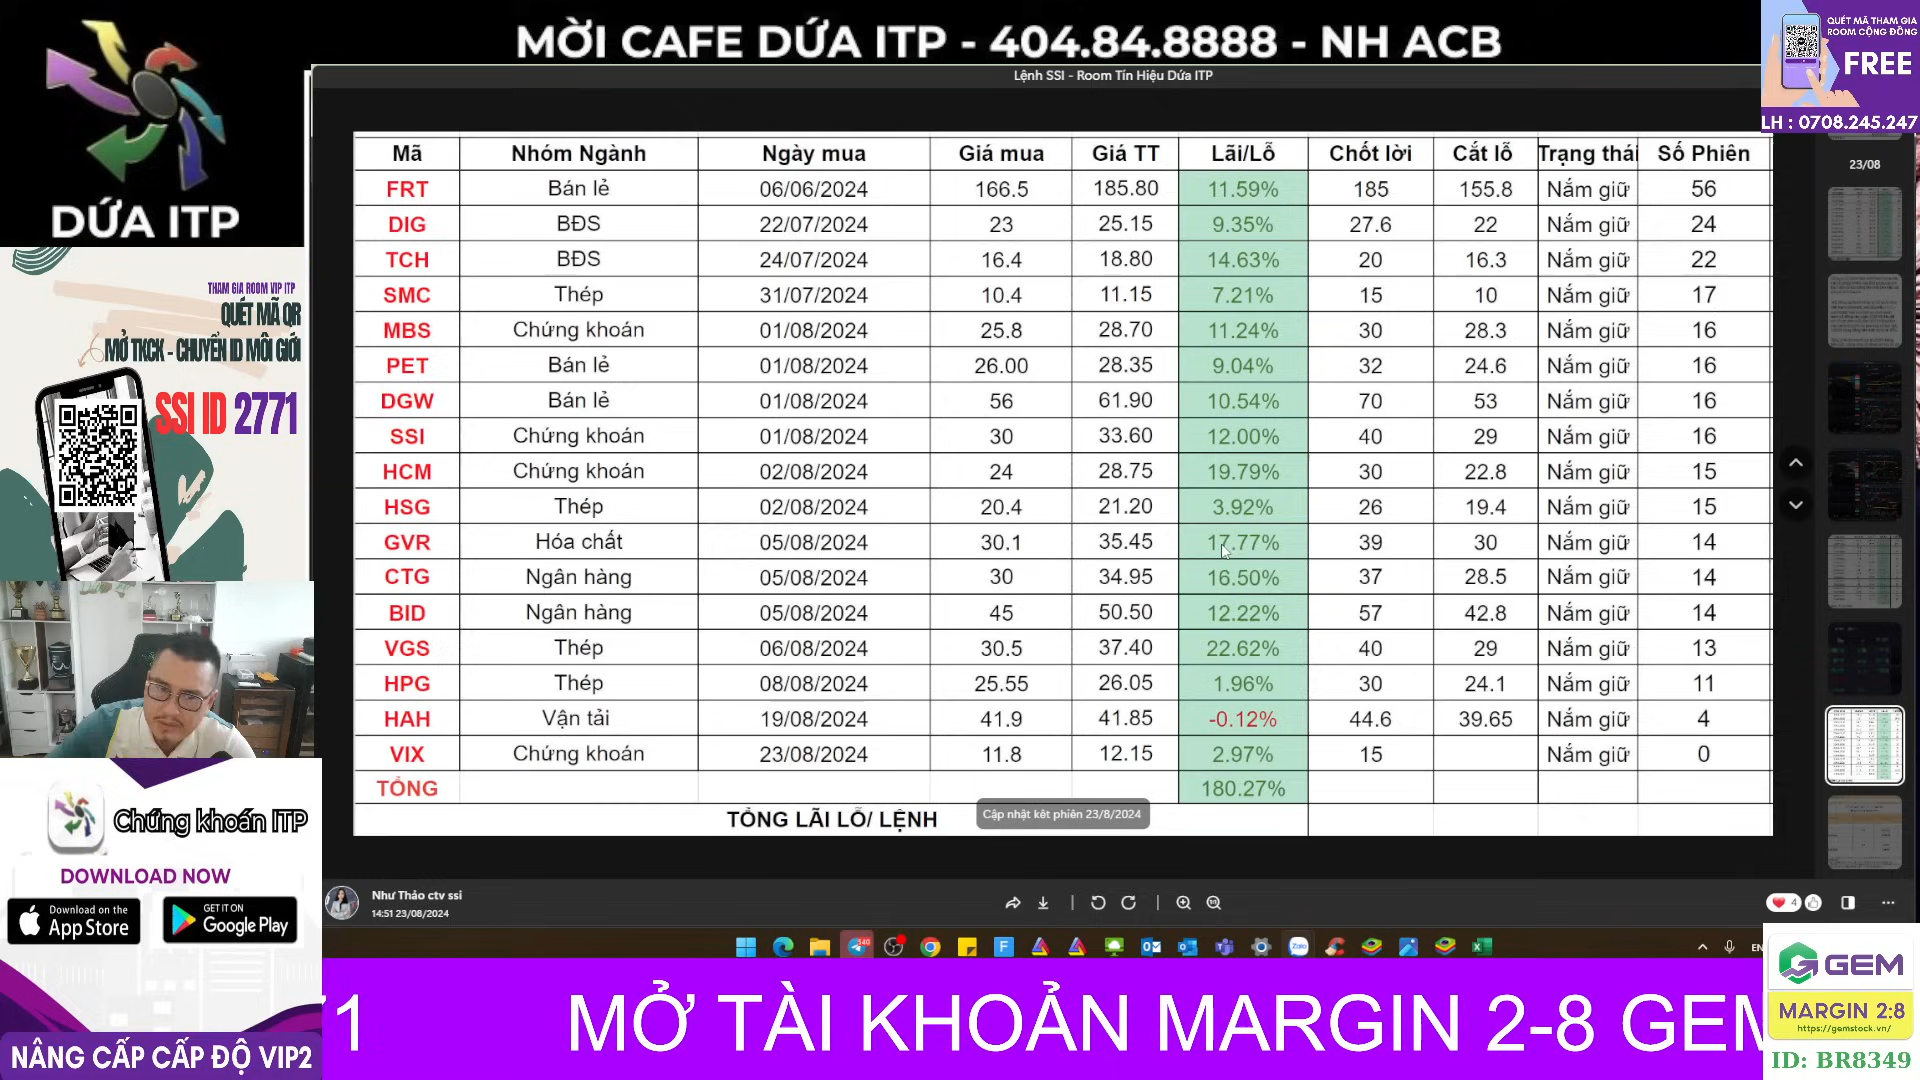 MỜI CAFE DỨA ITP - 404.84.8888 - NH ACB
Lệnh SSI - Room Tín Hiệu Dứa ITP
DỨA ITP
QUÉT MÃ THAM GIA
ROOM CỘNG ĐỒNG
FREE
LH : 0708.245.247
THAM GIA ROOM VIP ITP
QUÉT MÃ QR
MỞ TKCK - CHUYỂN ID MÔI GIỚI
SSI ID 2771
23/08
Mã Nhóm Ngành Ngày mua Giá mua Giá TT Lãi/Lỗ Chốt lời Cắt lỗ Trạng thái Số Phiên
FRT Bán lẻ 06/06/2024 166.5 185.80 11.59% 185 155.8 Nắm giữ 56
DIG BĐS 22/07/2024 23 25.15 9.35% 27.6 22 Nắm giữ 24
TCH BĐS 24/07/2024 16.4 18.80 14.63% 20 16.3 Nắm giữ 22
SMC Thép 31/07/2024 10.4 11.15 7.21% 15 10 Nắm giữ 17
MBS Chứng khoán 01/08/2024 25.8 28.70 11.24% 30 28.3 Nắm giữ 16
PET Bán lẻ 01/08/2024 26.00 28.35 9.04% 32 24.6 Nắm giữ 16
DGW Bán lẻ 01/08/2024 56 61.90 10.54% 70 53 Nắm giữ 16
SSI Chứng khoán 01/08/2024 30 33.60 12.00% 40 29 Nắm giữ 16
HCM Chứng khoán 02/08/2024 24 28.75 19.79% 30 22.8 Nắm giữ 15
HSG Thép 02/08/2024 20.4 21.20 3.92% 26 19.4 Nắm giữ 15
GVR Hóa chất 05/08/2024 30.1 35.45 17.77% 39 30 Nắm giữ 14
CTG Ngân hàng 05/08/2024 30 34.95 16.50% 37 28.5 Nắm giữ 14
BID Ngân hàng 05/08/2024 45 50.50 12.22% 57 42.8 Nắm giữ 14
VGS Thép 06/08/2024 30.5 37.40 22.62% 40 29 Nắm giữ 13
HPG Thép 08/08/2024 25.55 26.05 1.96% 30 24.1 Nắm giữ 11
HAH Vận tải 19/08/2024 41.9 41.85 -0.12% 44.6 39.65 Nắm giữ 4
VIX Chứng khoán 23/08/2024 11.8 12.15 2.97% 15 Nắm giữ 0
TỔNG 180.27%
TỔNG LÃI LỖ/ LỆNH
Cập nhật kêt phiên 23/8/2024
Như Thảo ctv ssi
14:51 23/08/2024
4
Chứng khoán ITP
DOWNLOAD NOW
Download on the
App Store
GET IT ON
Google Play
NÂNG CẤP CẤP ĐỘ VIP2
340
Zalo
EN
71 MỞ TÀI KHOẢN MARGIN 2-8 GEM
GEM
MARGIN 2:8
https://gemstock.vn/
ID: BR8349